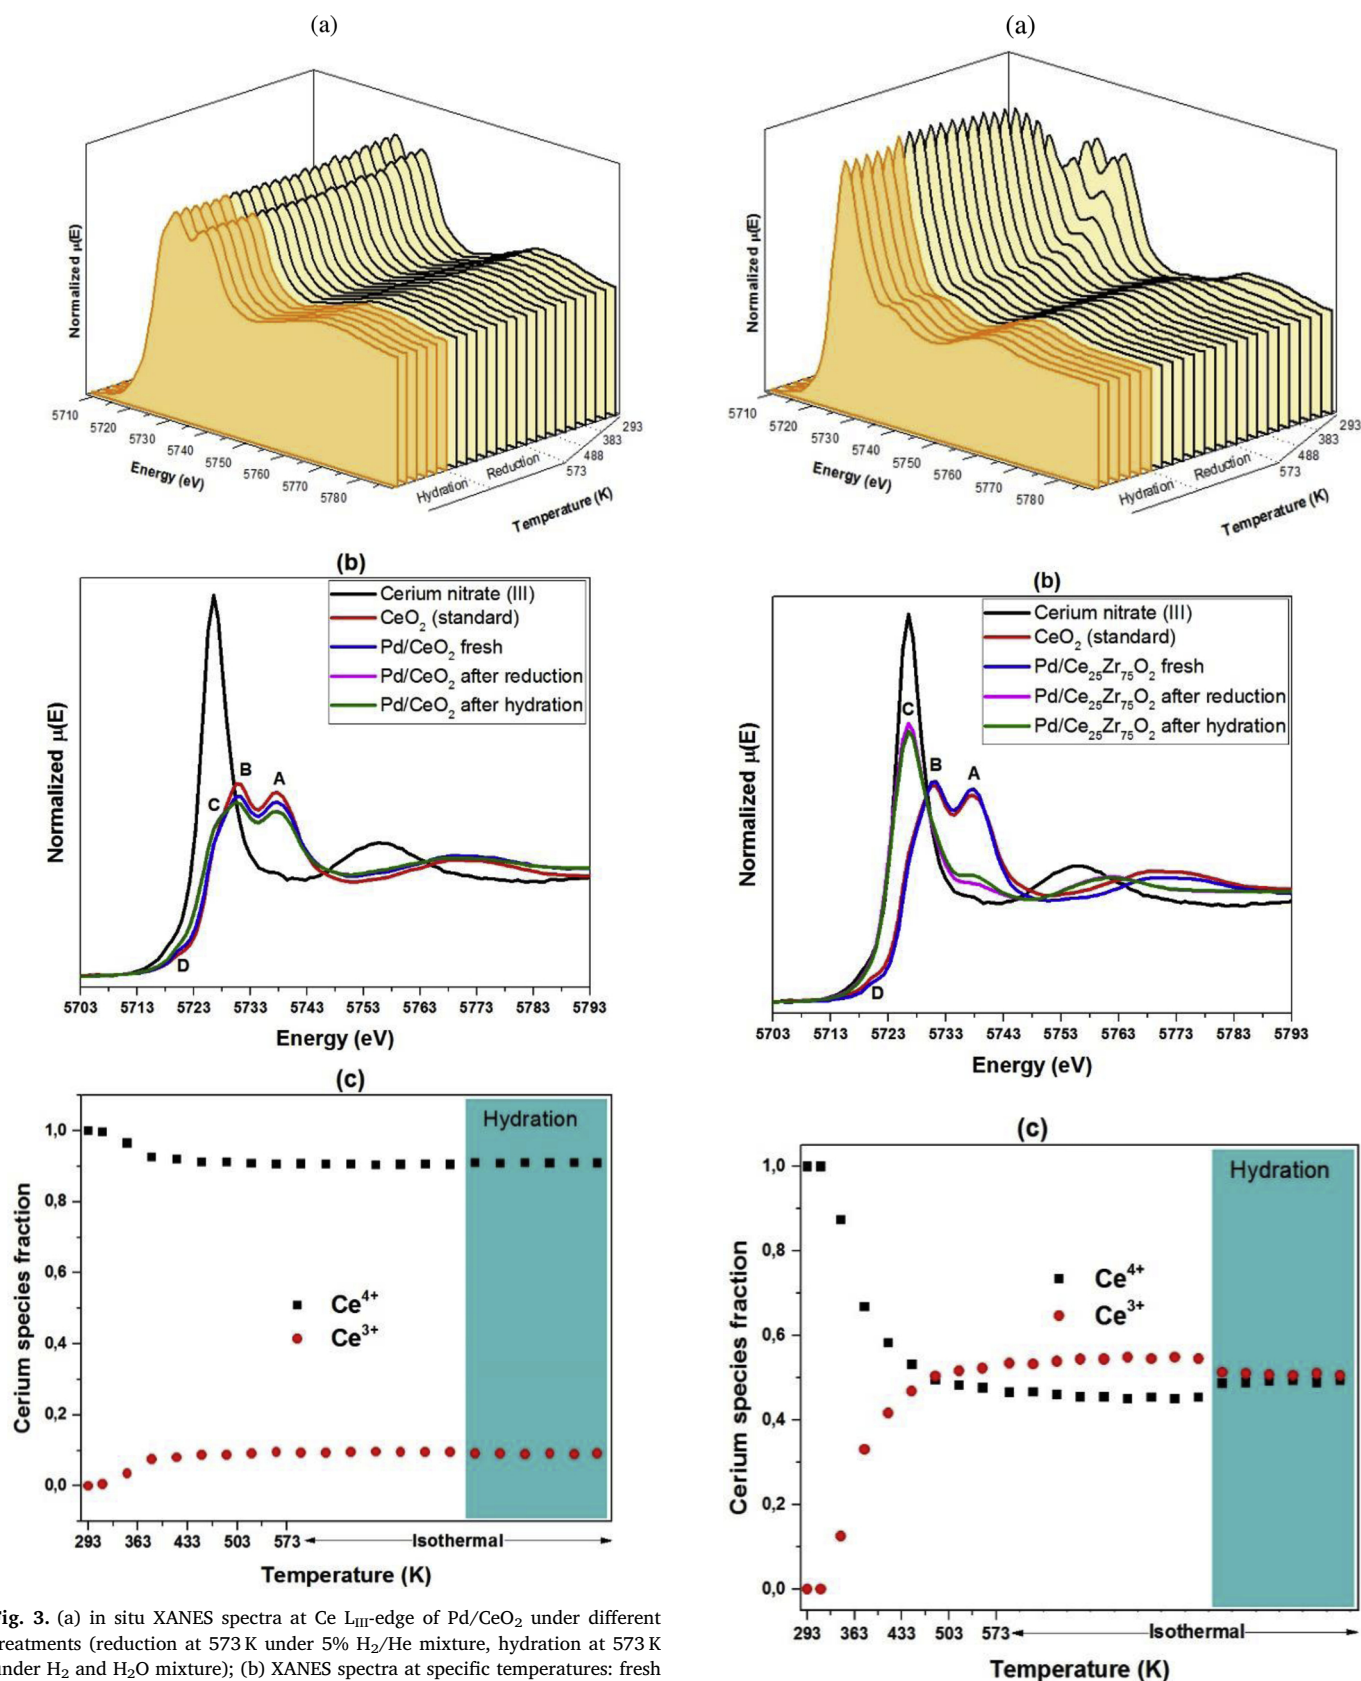 (a)
Normalized μ(E)
5710
5720
5730
5740
5750
5760
5770
5780
Energy (eV)
Hydration
Reduction
573
488
383
293
Temperature (K)
(b)
Cerium nitrate (III)
CeO2 (standard)
Pd/CeO2 fresh
Pd/CeO2 after reduction
Pd/CeO2 after hydration
C
B
A
D
Normalized μ(E)
5703 5713 5723 5733 5743 5753 5763 5773 5783 5793
Energy (eV)
(c)
Hydration
1,0
0,8
0,6
0,4
0,2
0,0
Cerium species fraction
Ce4+
Ce3+
293 363 433 503 573 Isothermal
Temperature (K)
ig. 3. (a) in situ XANES spectra at Ce LIII-edge of Pd/CeO2 under different
reatments (reduction at 573 K under 5% H2/He mixture, hydration at 573 K
under H2 and H2O mixture); (b) XANES spectra at specific temperatures: fresh
(a)
Normalized μ(E)
5710
5720
5730
5740
5750
5760
5770
5780
Energy (eV)
Hydration
Reduction
573
488
383
293
Temperature (K)
(b)
Cerium nitrate (III)
CeO2 (standard)
Pd/Ce25Zr75O2 fresh
Pd/Ce25Zr75O2 after reduction
Pd/Ce25Zr75O2 after hydration
C
B
A
D
Normalized μ(E)
5703 5713 5723 5733 5743 5753 5763 5773 5783 5793
Energy (eV)
(c)
Hydration
1,0
0,8
0,6
0,4
0,2
0,0
Cerium species fraction
Ce4+
Ce3+
293 363 433 503 573 Isothermal
Temperature (K)